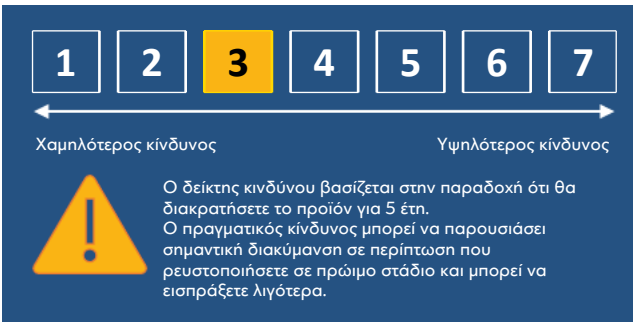 1 2 3 4 5 6 7
Χαμηλότερος κίνδυνος Υψηλότερος κίνδυνος
Ο δείκτης κινδύνου βασίζεται στην παραδοχή ότι θα
διακρατήσετε το προϊόν για 5 έτη.
Ο πραγματικός κίνδυνος μπορεί να παρουσιάσει
σημαντική διακύμανση σε περίπτωση που
ρευστοποιήσετε σε πρώιμο στάδιο και μπορεί να
εισπράξετε λιγότερα.